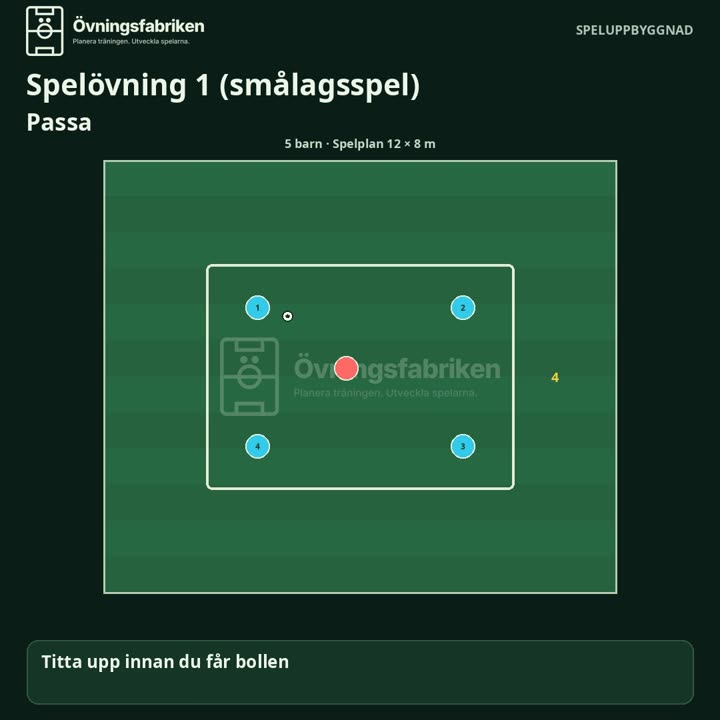 Övningsfabriken
Planera träningen. Utveckla spelarna.
SPELUPPBYGGNAD
Spelövning 1 (smålagsspel)
Passa
5 barn · Spelplan 12 × 8 m
1
2
Övningsfabriken
Planera träningen. Utveckla spelarna.
4
4
3
Titta upp innan du får bollen